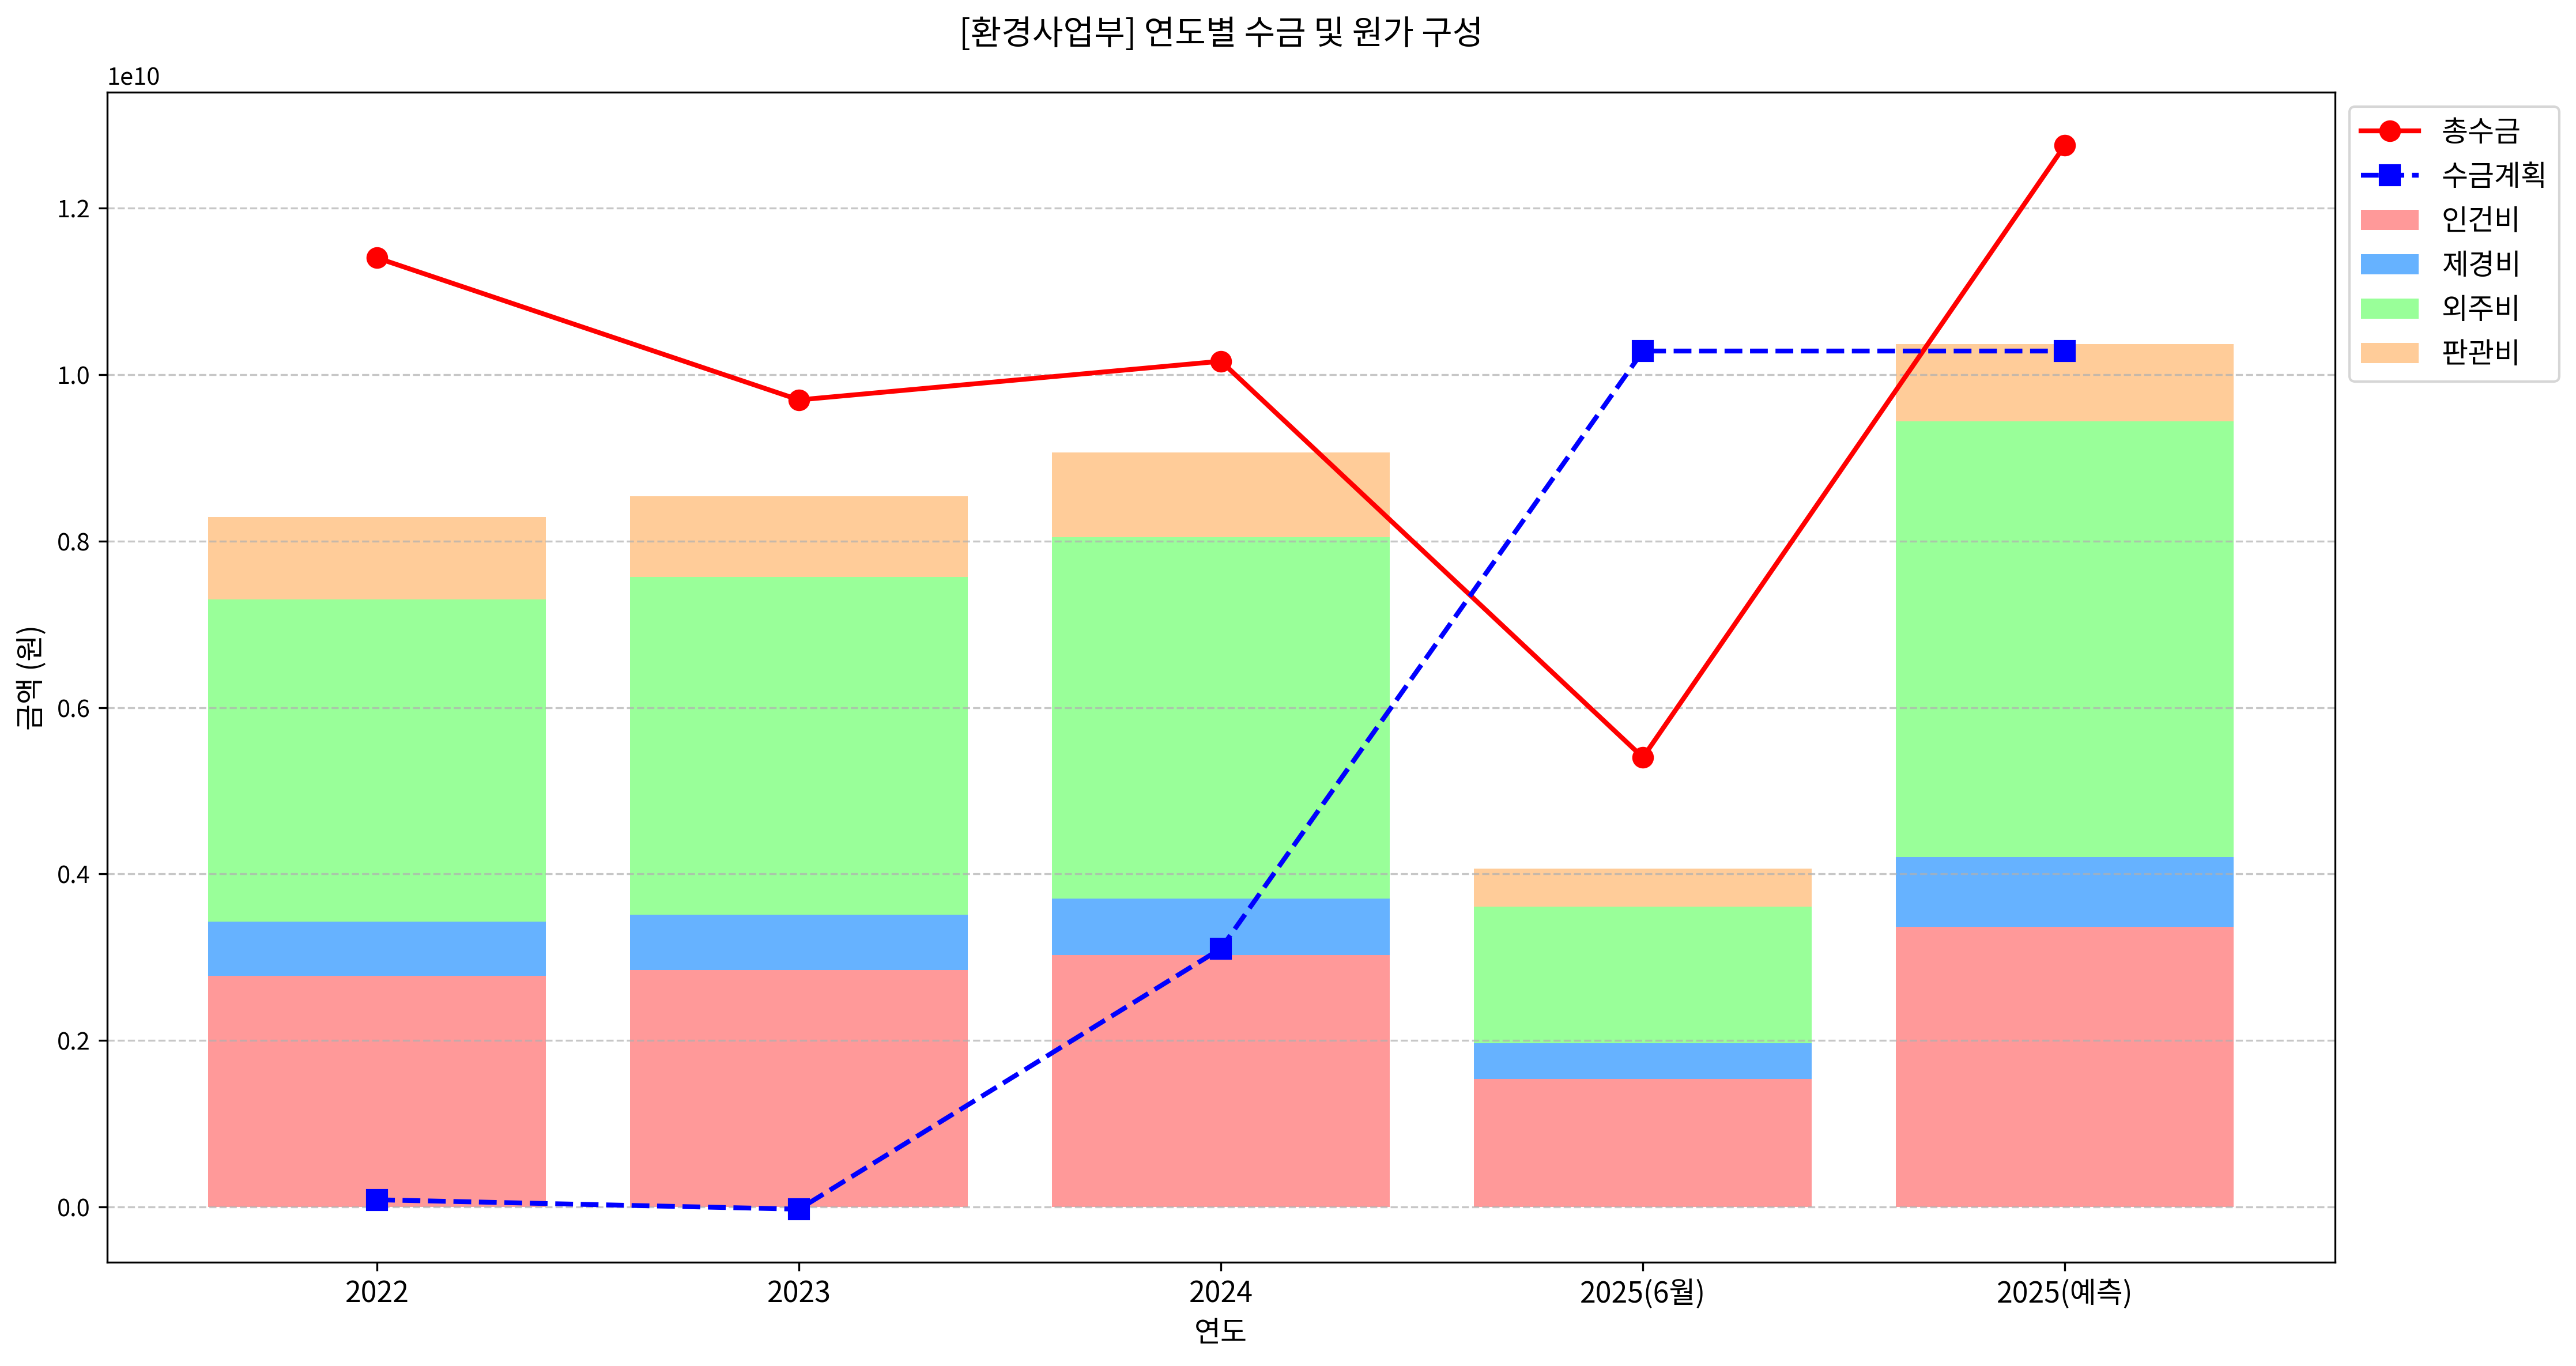 [환경사업부] 연도별 수금 및 원가 구성
1e10
1.2
1.0
0.8
0.6
0.4
0.2
0.0
금액 (원)
2022
2023
2024
2025(6월)
2025(예측)
연도
총수금
수금계획
인건비
제경비
외주비
판관비